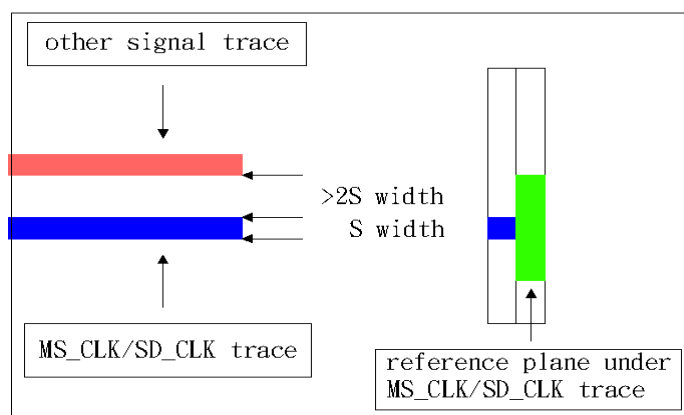 other signal trace
>2S width
S width
MS_CLK/SD_CLK trace
reference plane under
MS_CLK/SD_CLK trace